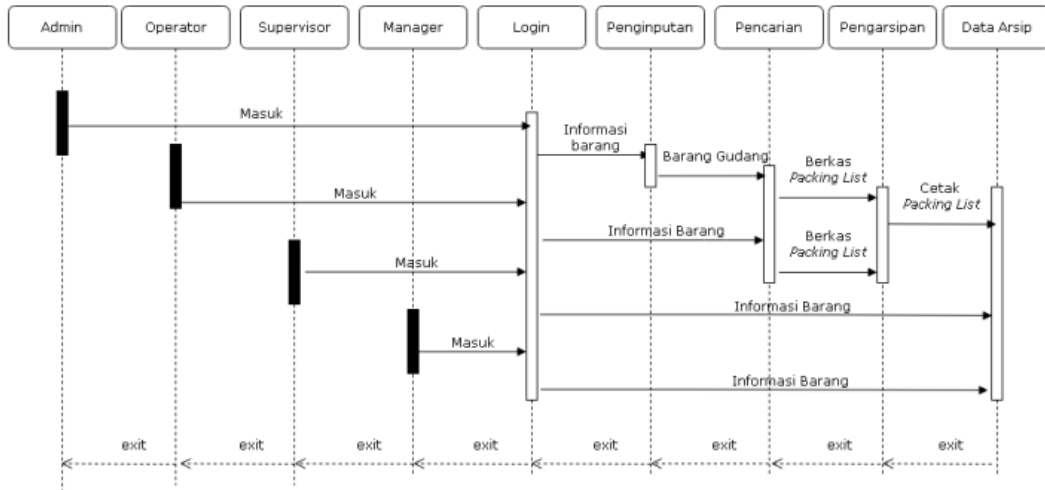 Admin
Operator
Supervisor
Manager
Login
Penginputan
Pencarian
Pengarsipan
Data Arsip
Masuk
Informasi
barang
Barang Gudang
Berkas
Packing List
Cetak
Packing List
Masuk
Informasi Barang
Berkas
Packing List
Masuk
Informasi Barang
Masuk
Informasi Barang
exit
exit
exit
exit
exit
exit
exit
exit